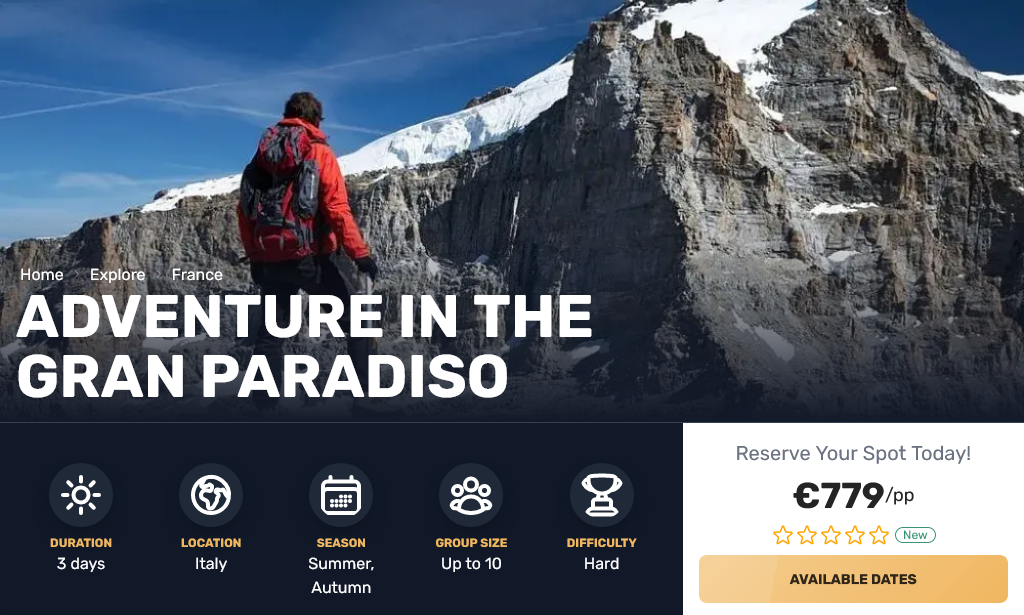 Home Explore France
ADVENTURE IN THE
GRAN PARADISO
DURATION
3 days
LOCATION
Italy
SEASON
Summer,
Autumn
GROUP SIZE
Up to 10
DIFFICULTY
Hard
Reserve Your Spot Today!
€779/pp
New
AVAILABLE DATES